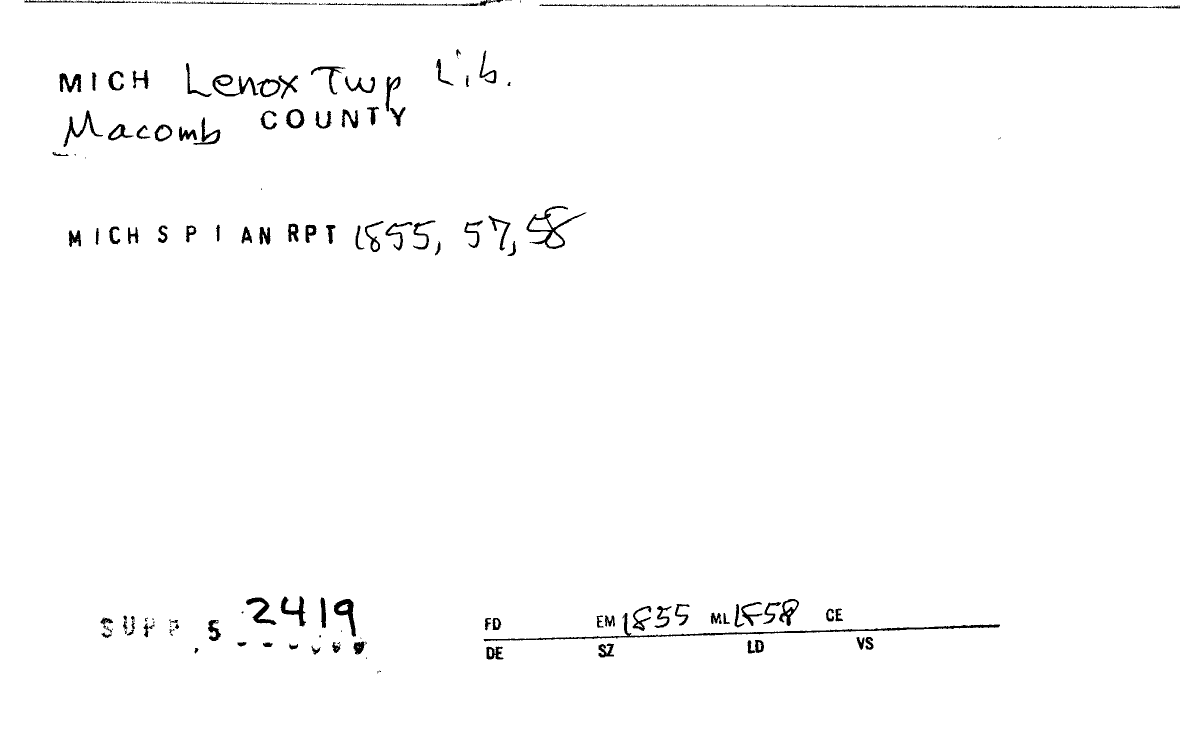 MICH Lenox Twp Lib.
Macomb COUNTY
MICH S P I AN RPT 1855, 57, 58
SUPP 5 2419
FD EM 1855 ML 1858 CE
DE SZ LD VS